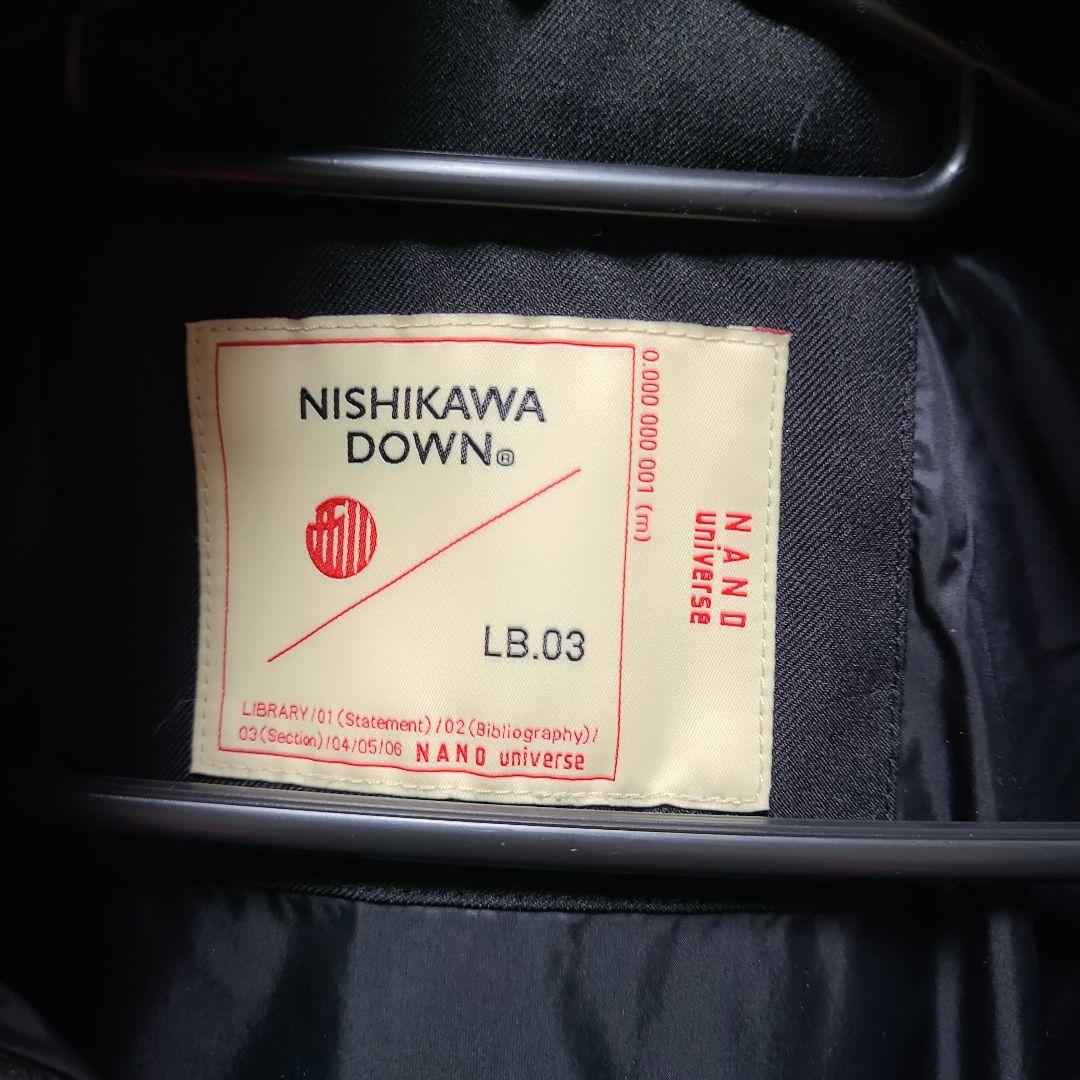 NISHIKAWA
DOWN®
LB.03
LIBRARY/01(Statement)/02(Bibliography)/
03(Section)/04/05/06 NANO universe
0.000 000 001 (m)
NANO
universe